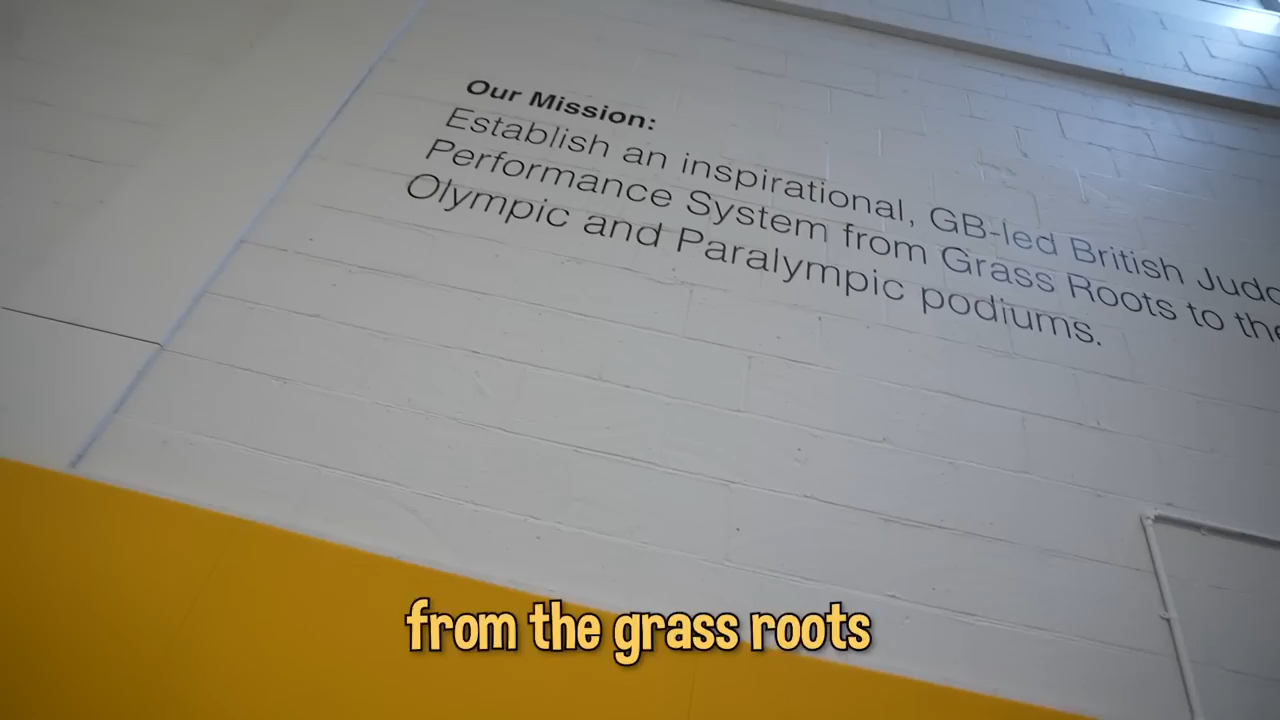 Our Mission:
Establish an inspirational, GB-led British Judo
Performance System from Grass Roots to the
Olympic and Paralympic podiums.
from the grass roots